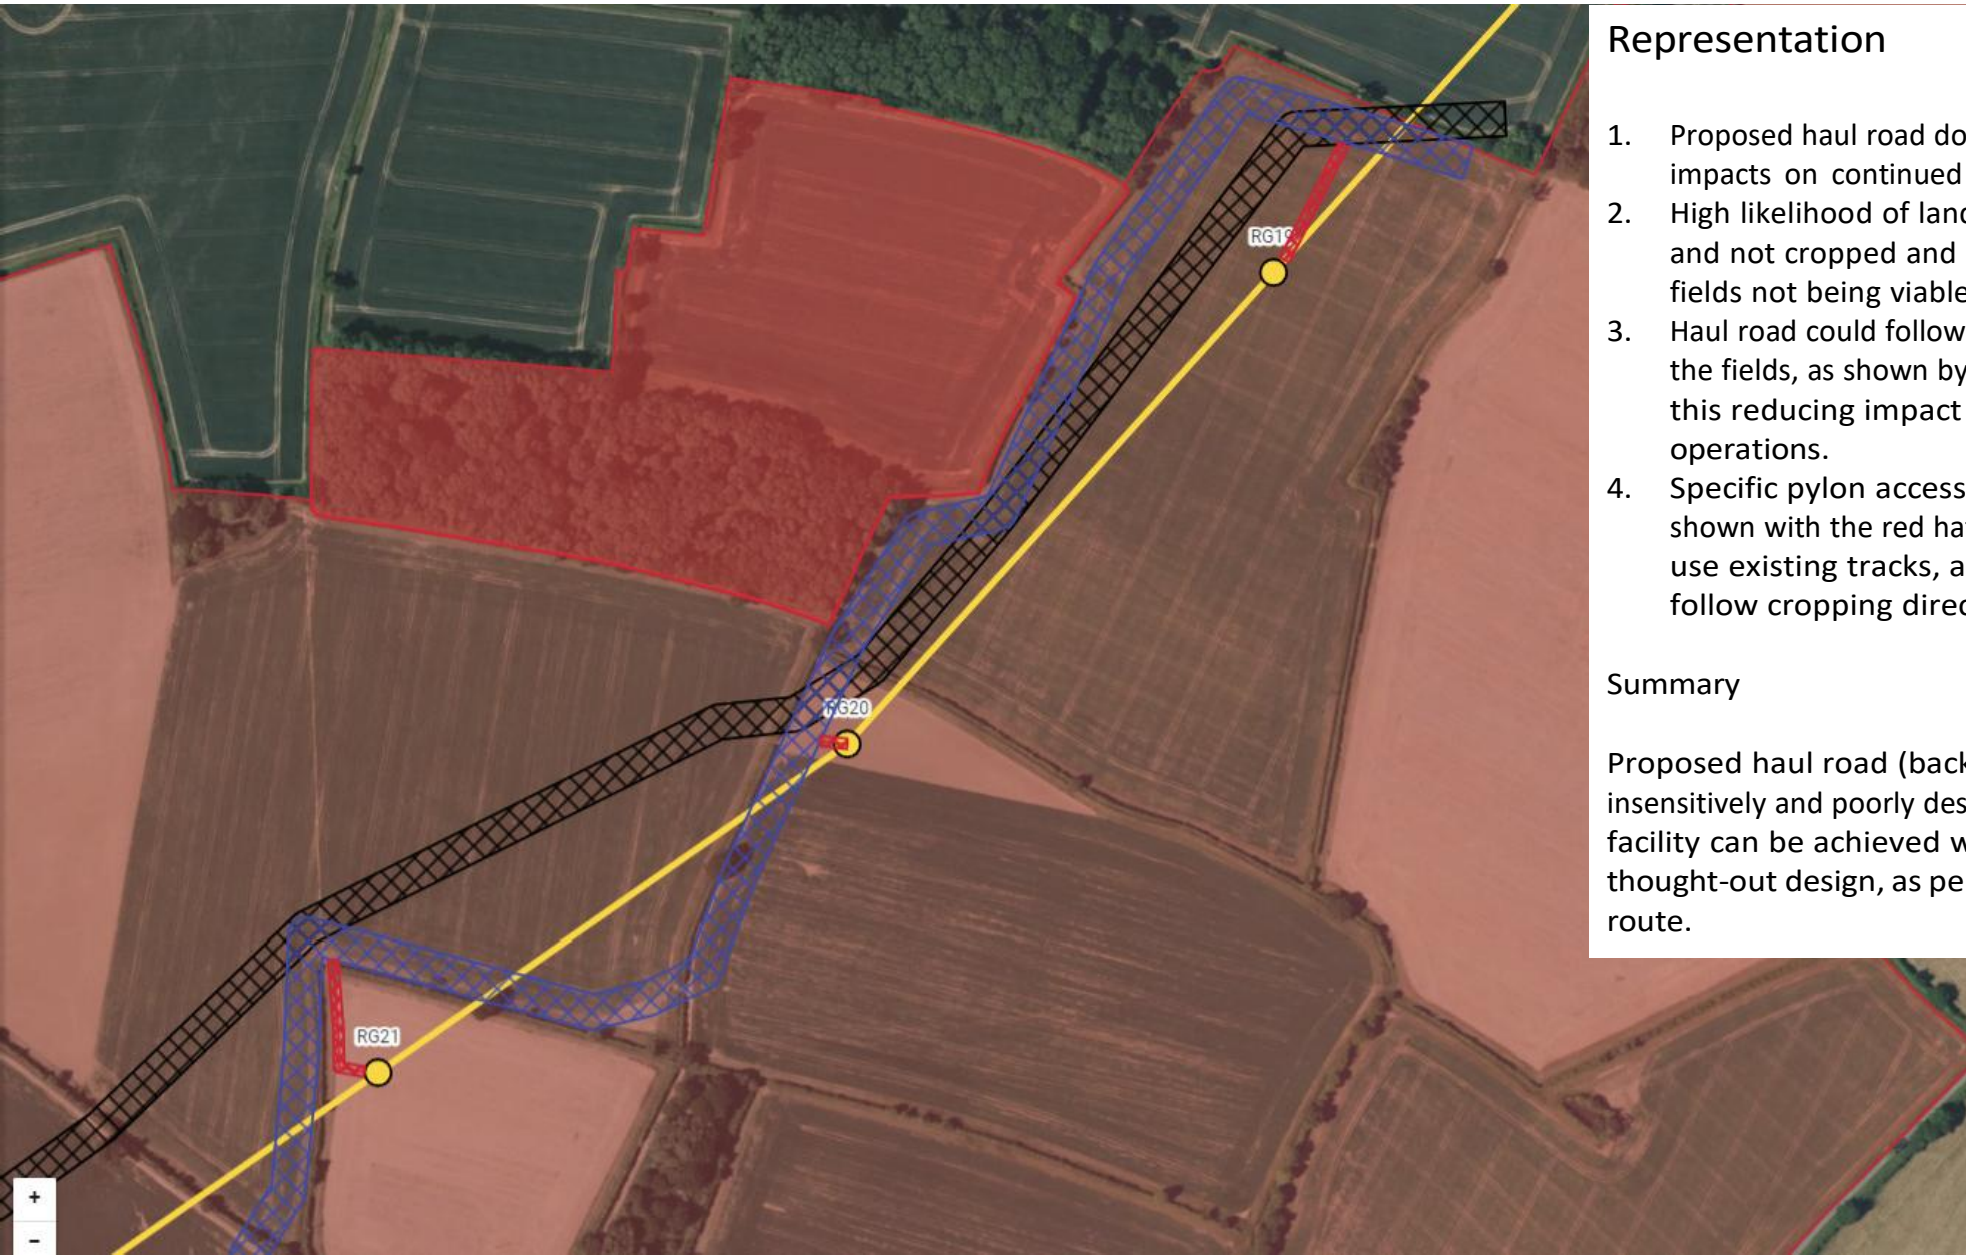 Representation
1. Proposed haul road do
impacts on continued
2. High likelihood of land
and not cropped and
fields not being viable
3. Haul road could follow
the fields, as shown by
this reducing impact
operations.
4. Specific pylon access
shown with the red ha
use existing tracks, a
follow cropping direc
Summary
Proposed haul road (back
insensitively and poorly des
facility can be achieved w
thought-out design, as pe
route.
RG19
RG20
RG21
+
-